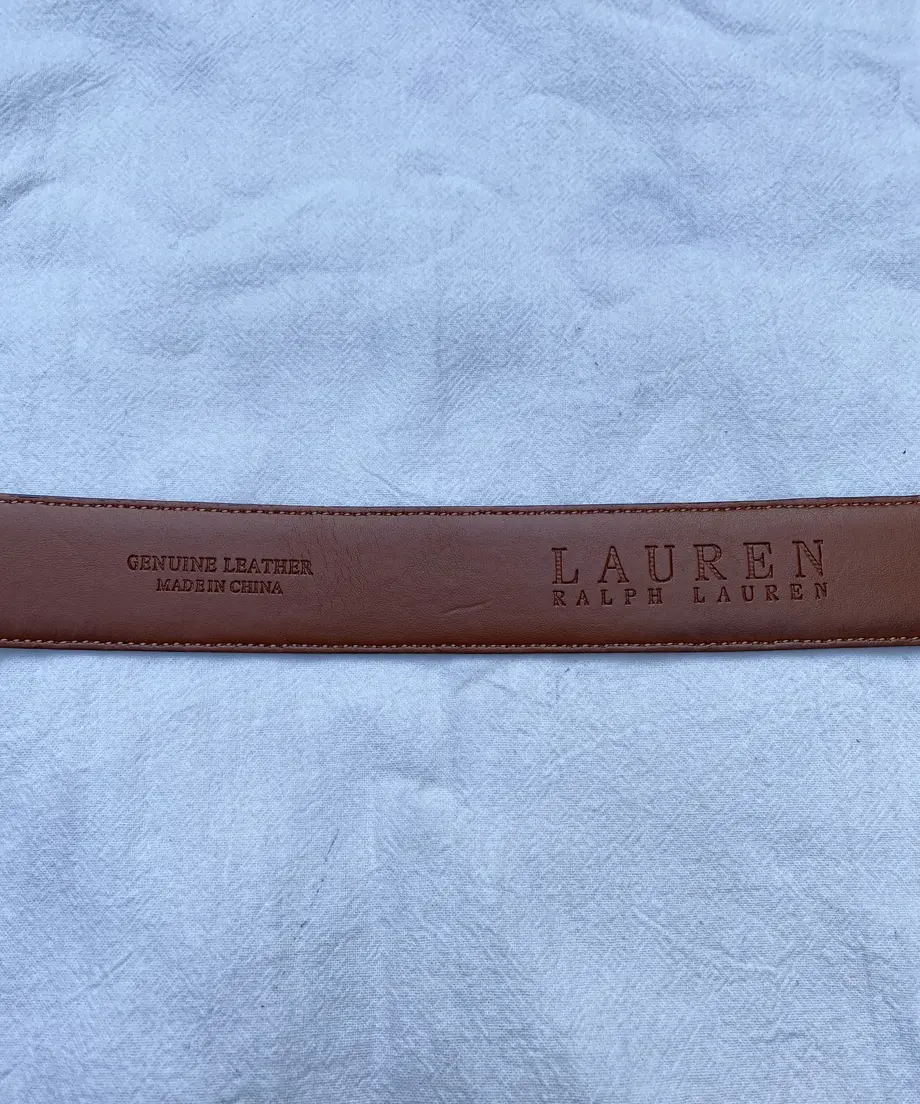 GENUINE LEATHER
MADE IN CHINA
LAUREN
RALPH LAUREN